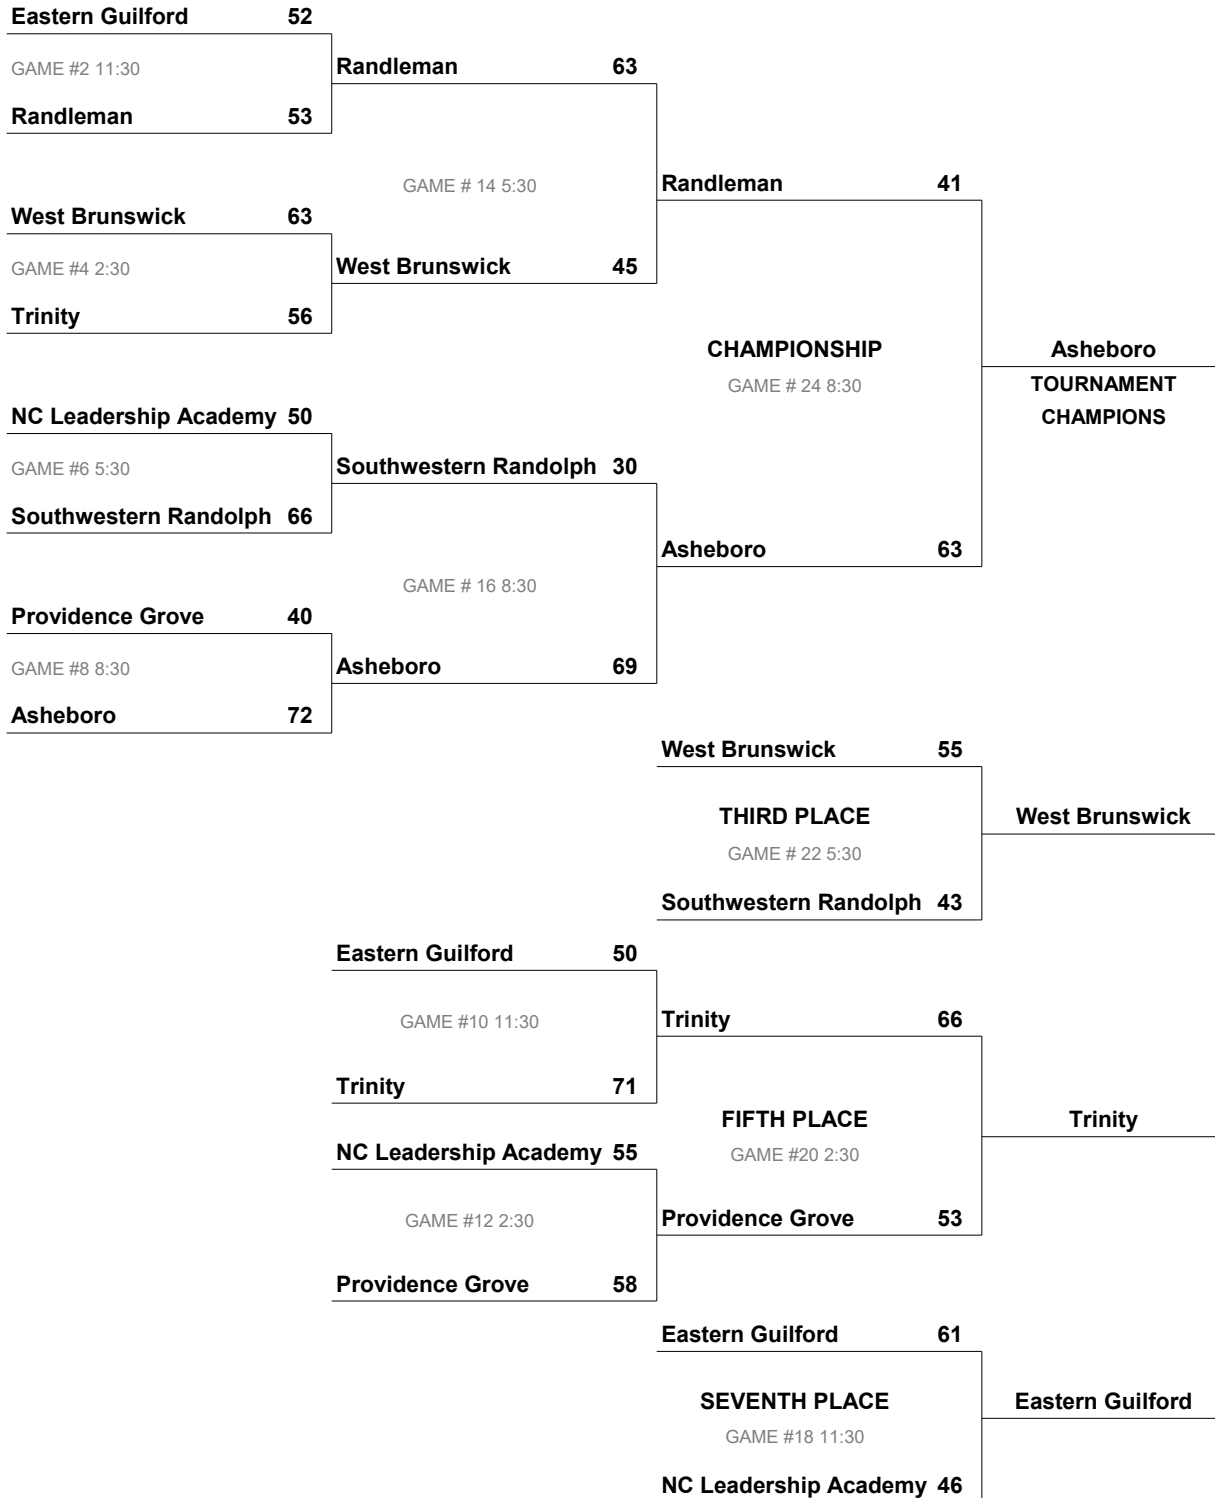 Eastern Guilford 52
GAME #2 11:30
Randleman 63
Randleman 53
GAME # 14 5:30
Randleman 41
West Brunswick 63
GAME #4 2:30
West Brunswick 45
Trinity 56
CHAMPIONSHIP
Asheboro
GAME # 24 8:30
TOURNAMENT
CHAMPIONS
NC Leadership Academy 50
GAME #6 5:30
Southwestern Randolph 30
Southwestern Randolph 66
Asheboro 63
GAME # 16 8:30
Providence Grove 40
GAME #8 8:30
Asheboro 69
Asheboro 72
West Brunswick 55
THIRD PLACE
West Brunswick
GAME # 22 5:30
Southwestern Randolph 43
Eastern Guilford 50
GAME #10 11:30
Trinity 66
Trinity 71
FIFTH PLACE
Trinity
NC Leadership Academy 55
GAME #20 2:30
GAME #12 2:30
Providence Grove 53
Providence Grove 58
Eastern Guilford 61
SEVENTH PLACE
Eastern Guilford
GAME #18 11:30
NC Leadership Academy 46